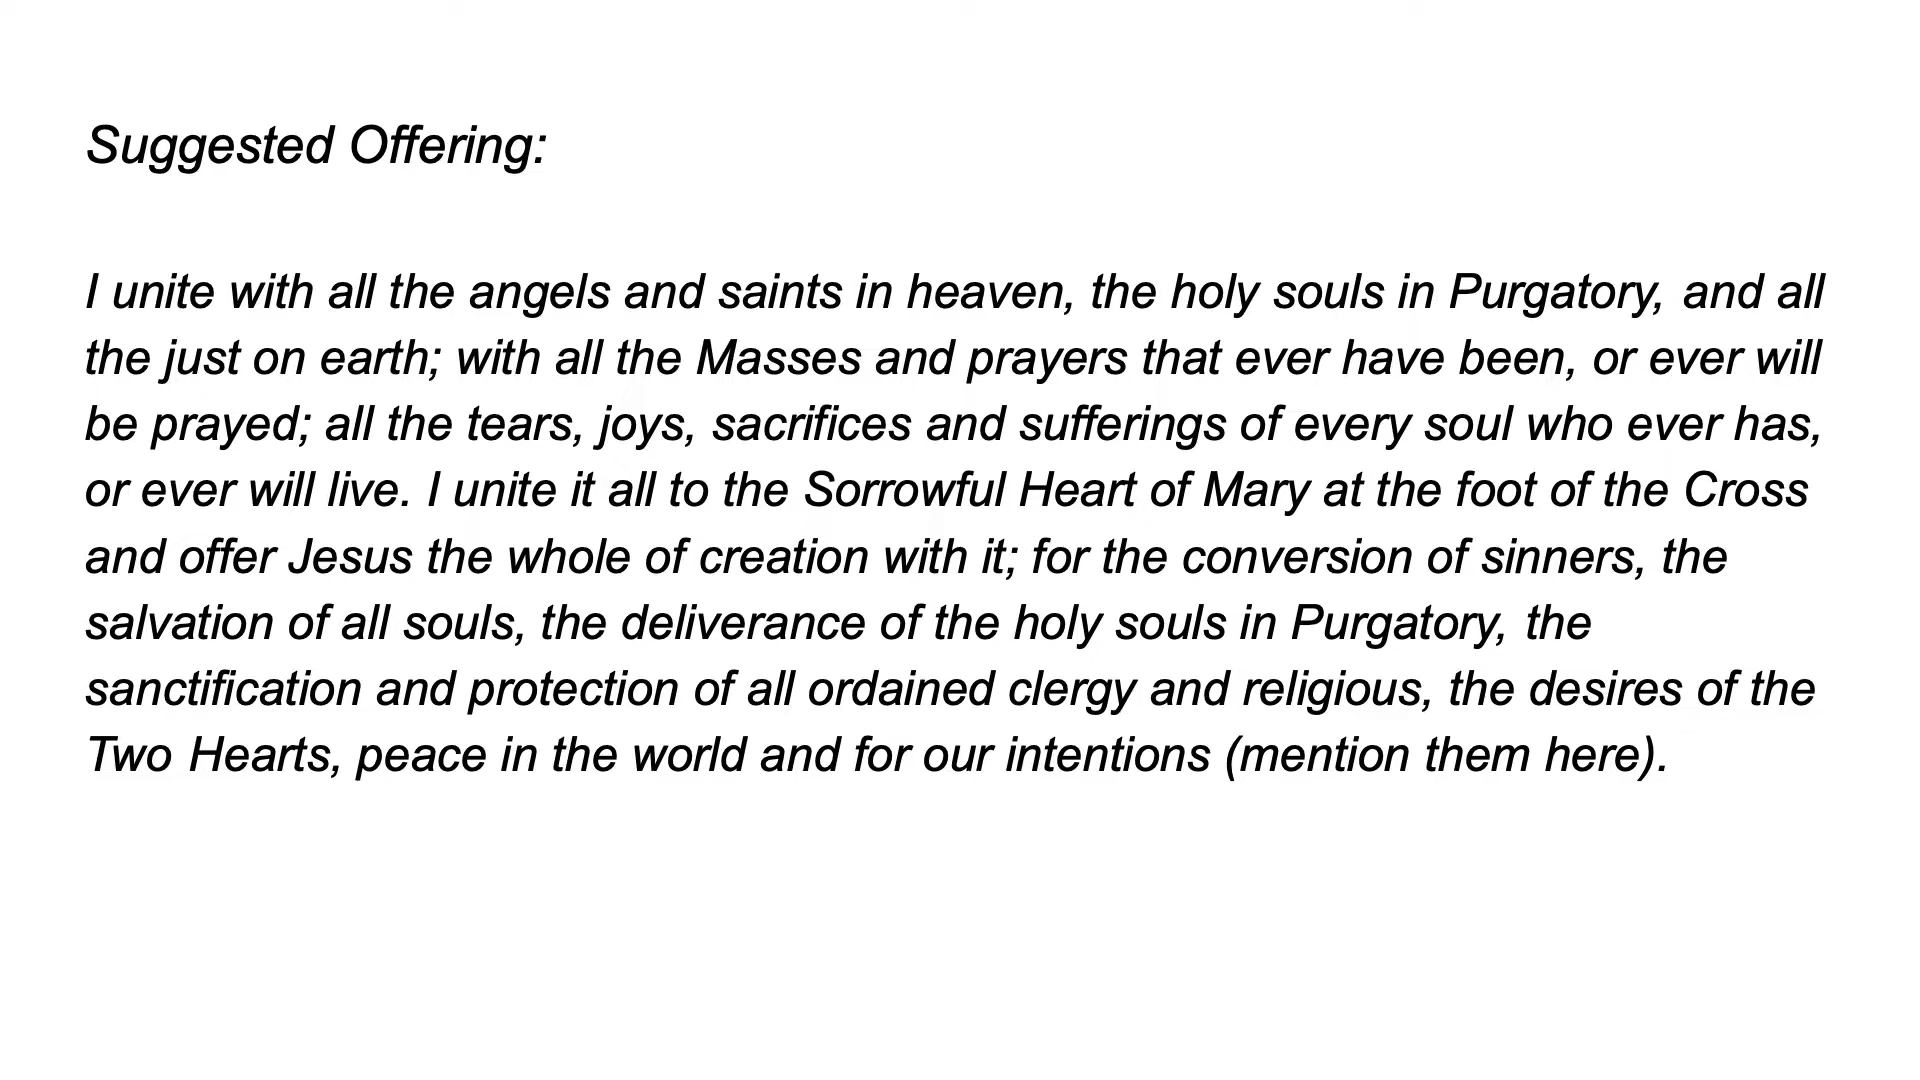 Suggested Offering:
I unite with all the angels and saints in heaven, the holy souls in Purgatory, and all
the just on earth; with all the Masses and prayers that ever have been, or ever will
be prayed; all the tears, joys, sacrifices and sufferings of every soul who ever has,
or ever will live. I unite it all to the Sorrowful Heart of Mary at the foot of the Cross
and offer Jesus the whole of creation with it; for the conversion of sinners, the
salvation of all souls, the deliverance of the holy souls in Purgatory, the
sanctification and protection of all ordained clergy and religious, the desires of the
Two Hearts, peace in the world and for our intentions (mention them here).